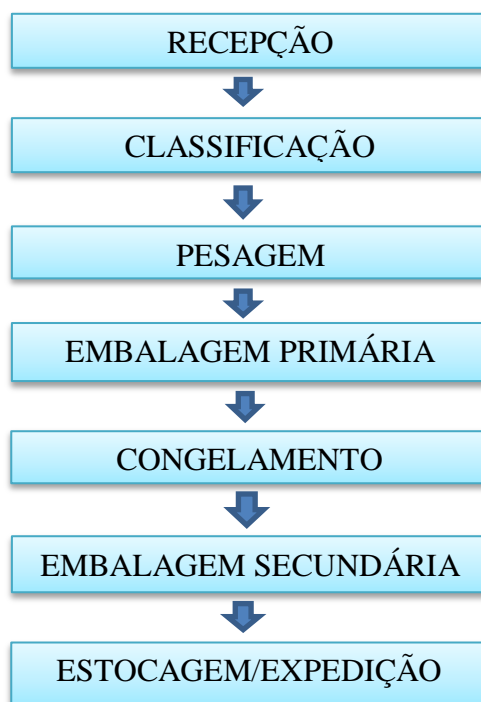 RECEPÇÃO
CLASSIFICAÇÃO
PESAGEM
EMBALAGEM PRIMÁRIA
CONGELAMENTO
EMBALAGEM SECUNDÁRIA
ESTOCAGEM/EXPEDIÇÃO